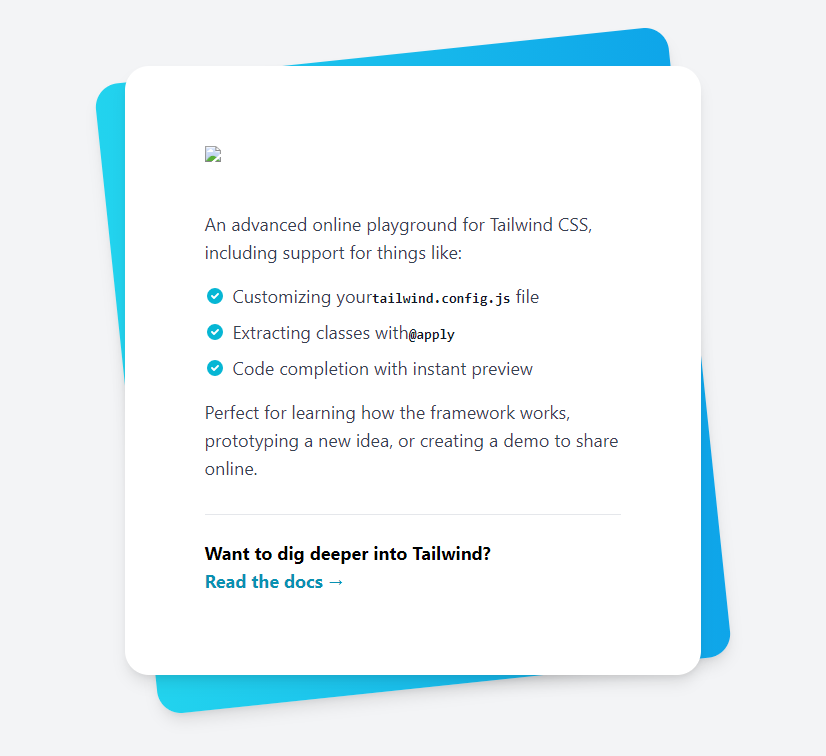 An advanced online playground for Tailwind CSS,
including support for things like:
Customizing yourtailwind.config.js file
Extracting classes with@apply
Code completion with instant preview
Perfect for learning how the framework works,
prototyping a new idea, or creating a demo to share
online.
Want to dig deeper into Tailwind?
Read the docs →